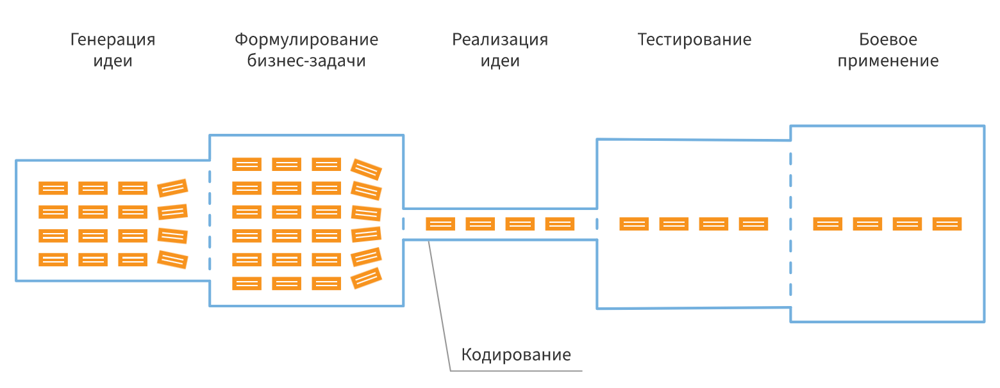 Генерация
идеи
Формулирование
бизнес-задачи
Реализация
идеи
Тестирование
Боевое
применение
Кодирование